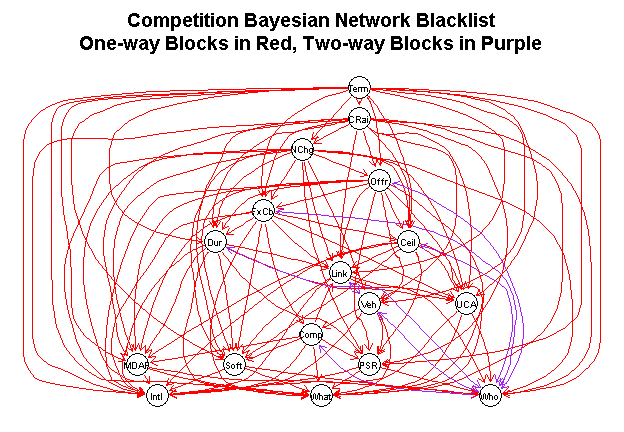 Competition Bayesian Network Blacklist
One-way Blocks in Red, Two-way Blocks in Purple
Term
CRai
NChg
Offr
FxCb
Dur
Ceil
Link
Veh
UCA
Comp
MDAP
Soft
PSR
Intl
What
Who